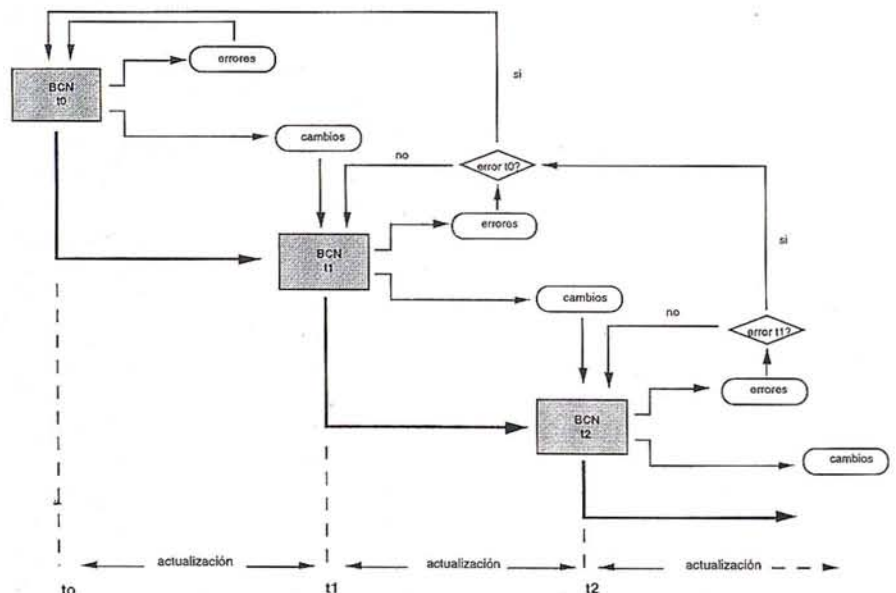 errores
BCN
t0
si
cambios
no
error t0?
errores
BCN
t1
si
cambios
no
error t1?
errores
BCN
t2
cambios
actualización
actualización
actualización
to
t1
t2